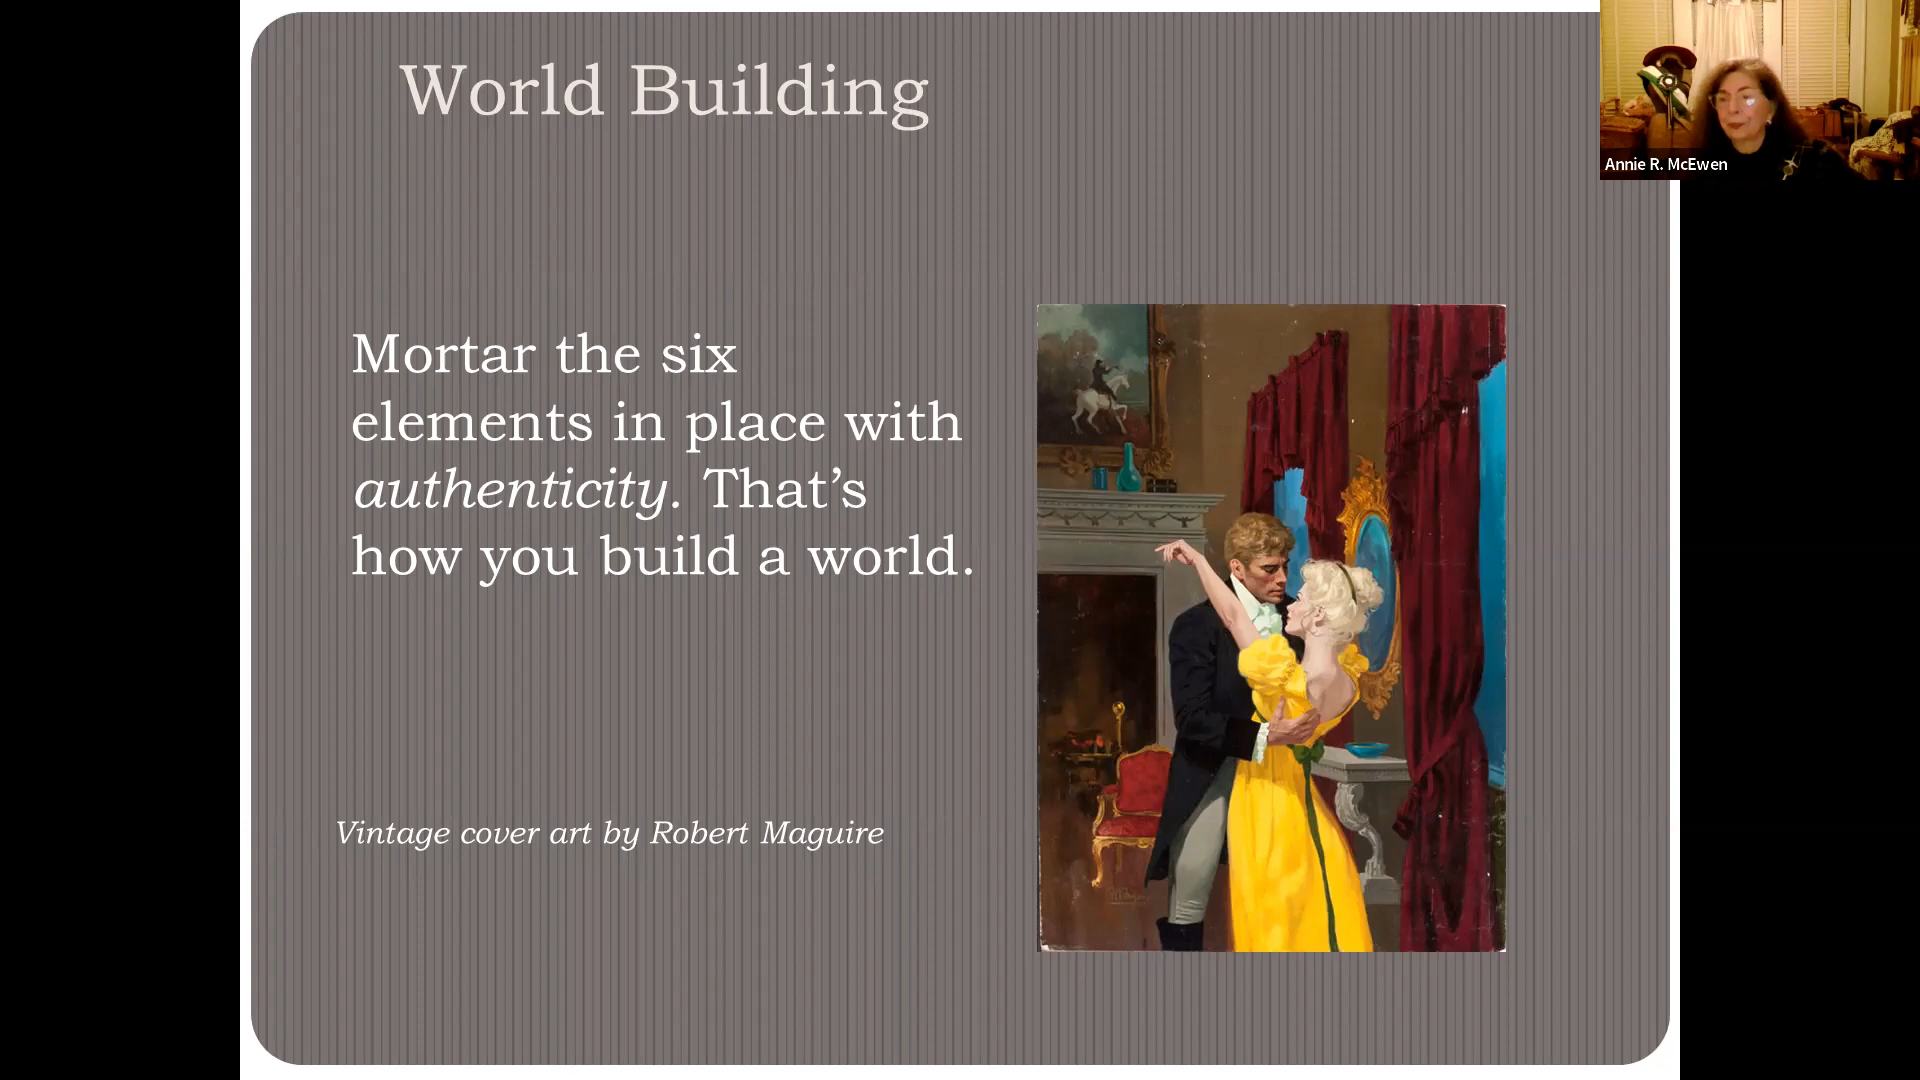 World Building
Annie R. McEwen
Mortar the six
elements in place with
authenticity. That’s
how you build a world.
Vintage cover art by Robert Maguire